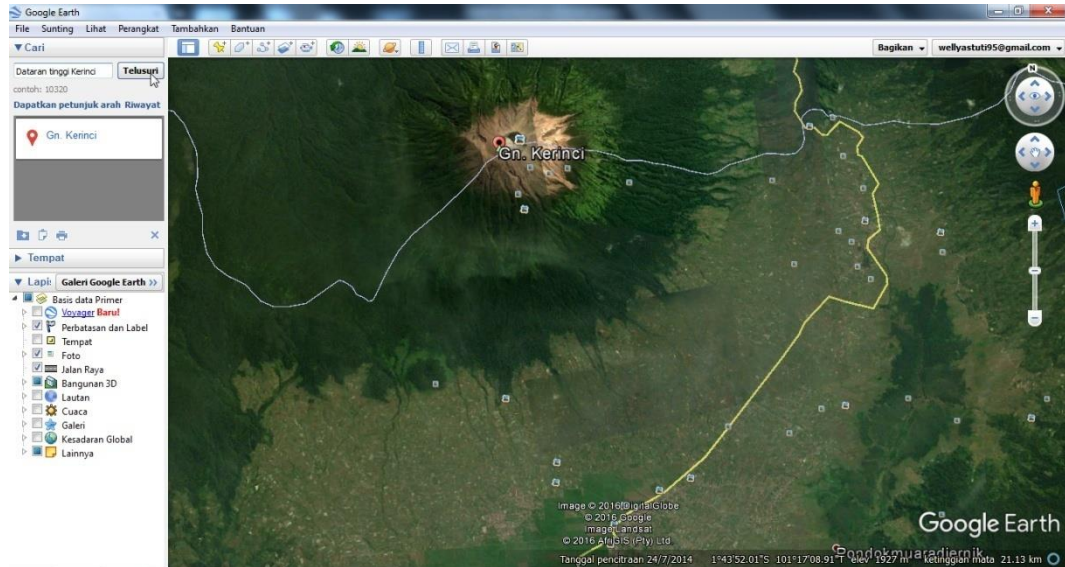 Google Earth
File Sunting Lihat Perangkat Tambahkan Bantuan
Cari
Dataran tinggi Kerinci Telusuri
contoh: 10320
Dapatkan petunjuk arah Riwayat
Gn. Kerinci
Tempat
Lapi: Galeri Google Earth >>
Basis data Primer
Voyager Baru!
Perbatasan dan Label
Tempat
Foto
Jalan Raya
Bangunan 3D
Lautan
Cuaca
Galeri
Kesadaran Global
Lainnya
Bagikan wellyastuti95@gmail.com
N
Gn. Kerinci
Image © 2016 DigitalGlobe
© 2016 Google
Image Landsat
© 2016 AfriGIS (Pty) Ltd.
Google Earth
Pondokmuaradjernik
Tanggal pencitraan 24/7/2014 1°43'52.01"S 101°17'08.91"T elev 1927 m ketinggian mata 21.13 km